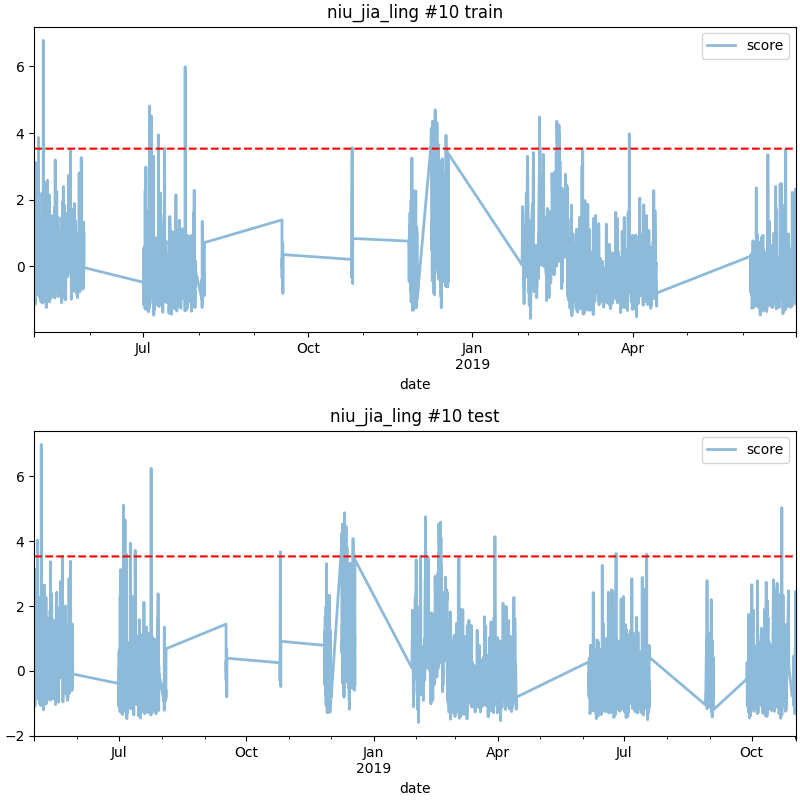 niu_jia_ling #10 train
score
6
4
2
0
Jul
Oct
Jan
2019
Apr
date
niu_jia_ling #10 test
score
6
4
2
0
−2
Jul
Oct
Jan
2019
Apr
Jul
Oct
date